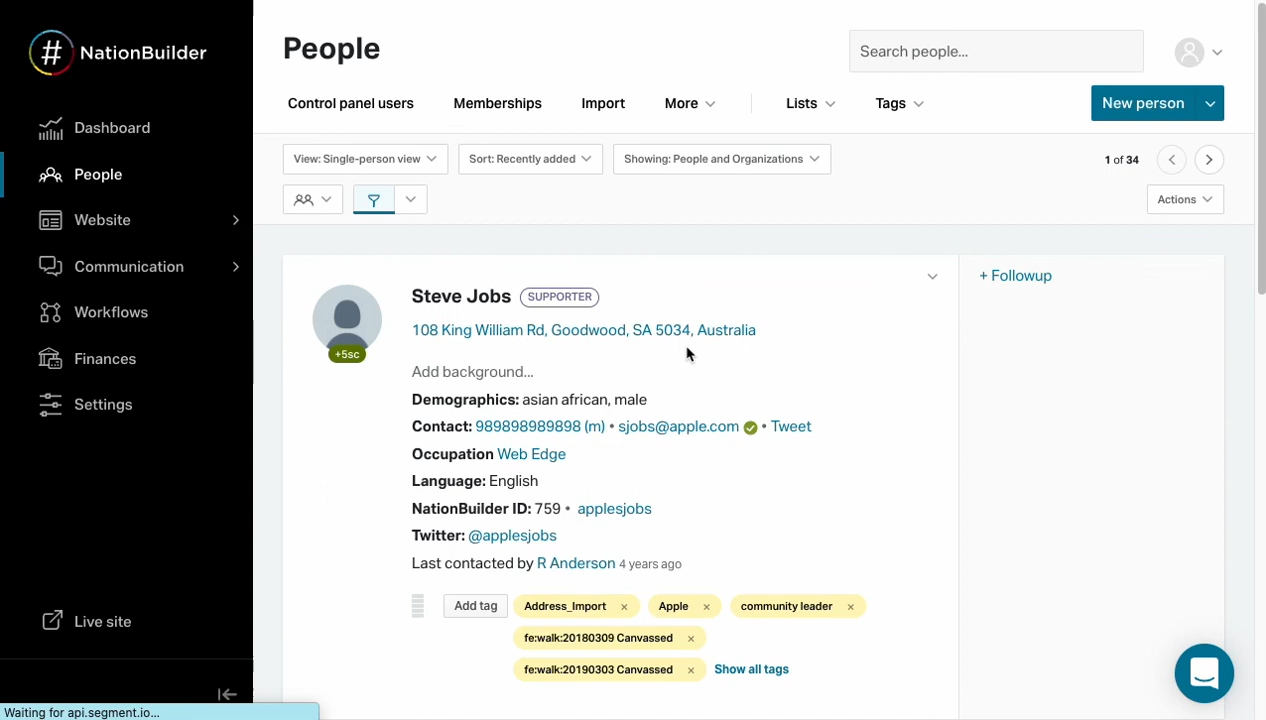 # NationBuilder
Dashboard
People
Website
Communication
Workflows
Finances
Settings
Live site
Waiting for api.segment.io...
People
Search people...
Control panel users Memberships Import More Lists Tags New person
View: Single-person view Sort: Recently added Showing: People and Organizations 1 of 34
Actions
Steve Jobs SUPPORTER
+ Followup
108 King William Rd, Goodwood, SA 5034, Australia
+5sc
Add background...
Demographics: asian african, male
Contact: 989898989898 (m) • sjobs@apple.com • Tweet
Occupation Web Edge
Language: English
NationBuilder ID: 759 • applesjobs
Twitter: @applesjobs
Last contacted by R Anderson 4 years ago
Add tag Address_Import × Apple × community leader ×
fe:walk:20180309 Canvassed ×
fe:walk:20190303 Canvassed × Show all tags